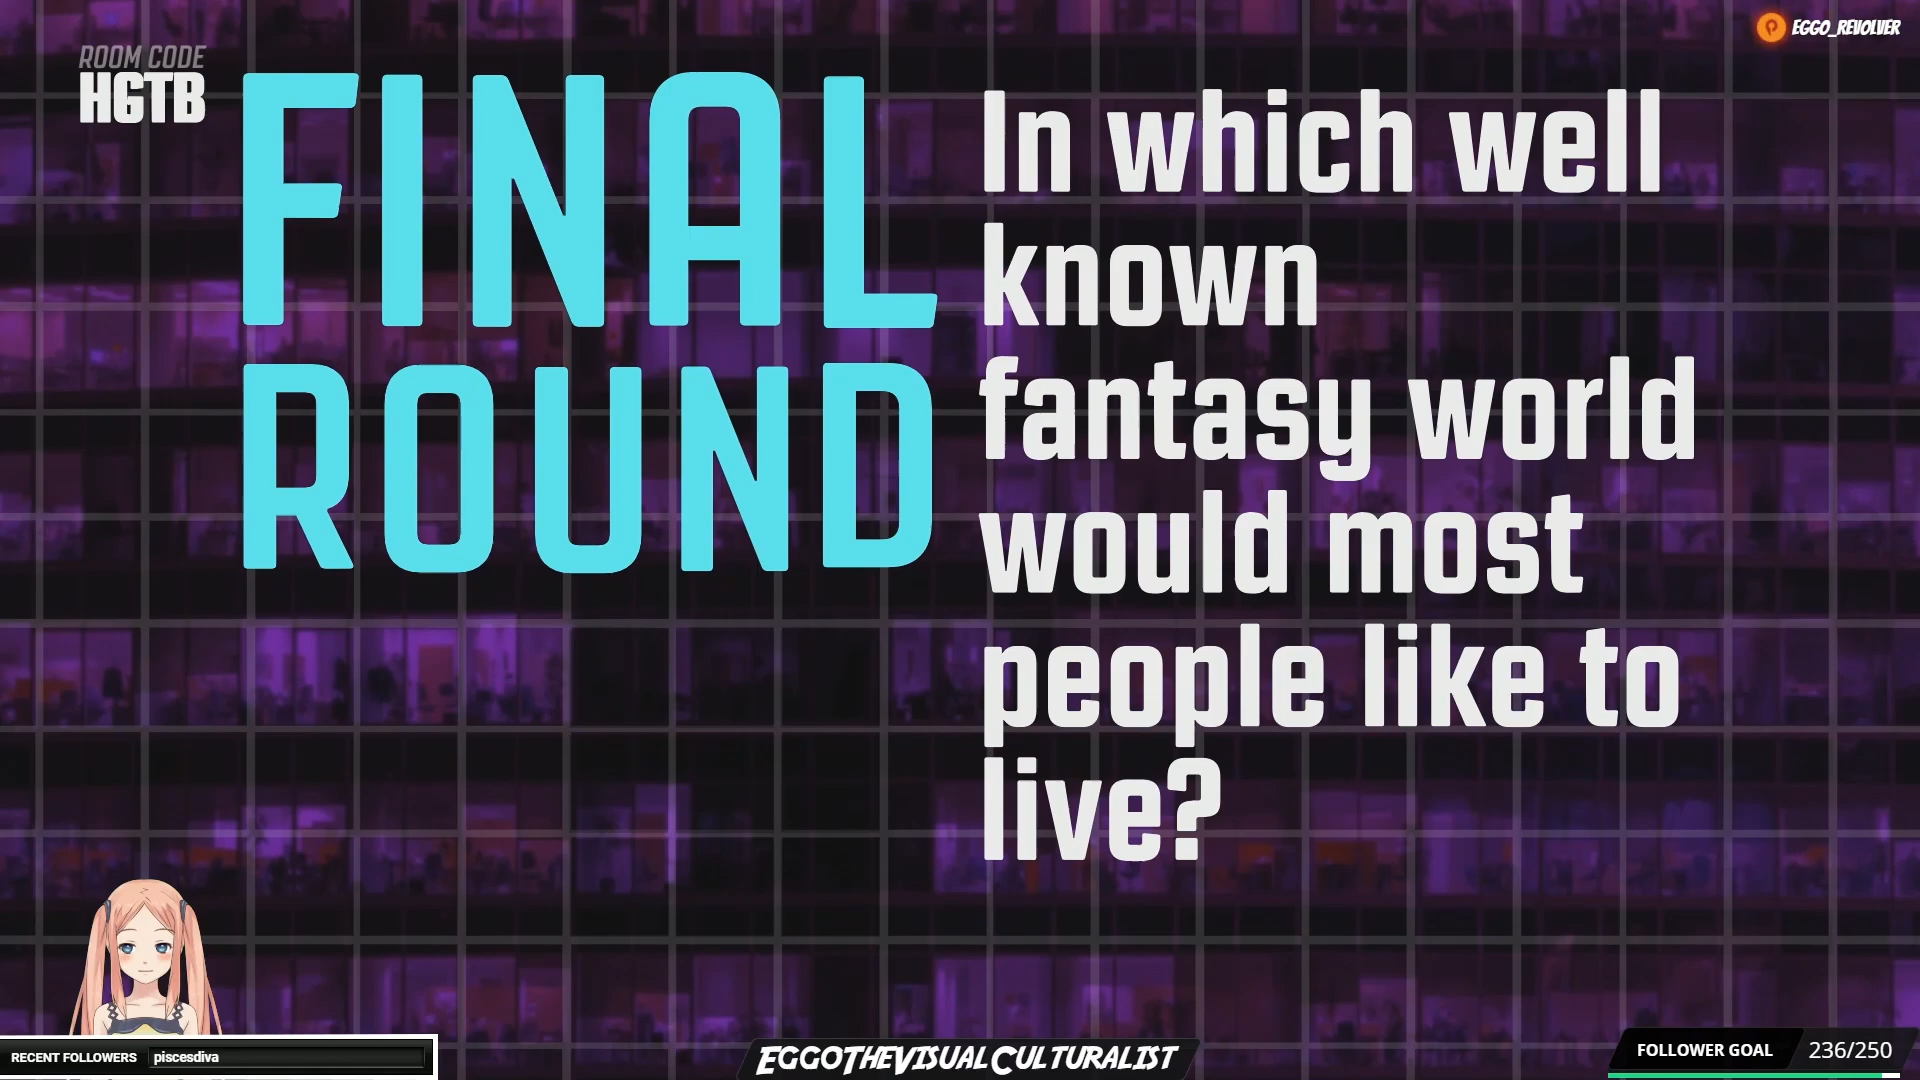 ROOM CODE
HGTB
FINAL
ROUND
In which well
known
fantasy world
would most
people like to
live?
EGGO_REVOLVER
RECENT FOLLOWERS piscesdiva
EGGOTHEVISUALCULTURALIST
FOLLOWER GOAL 236/250